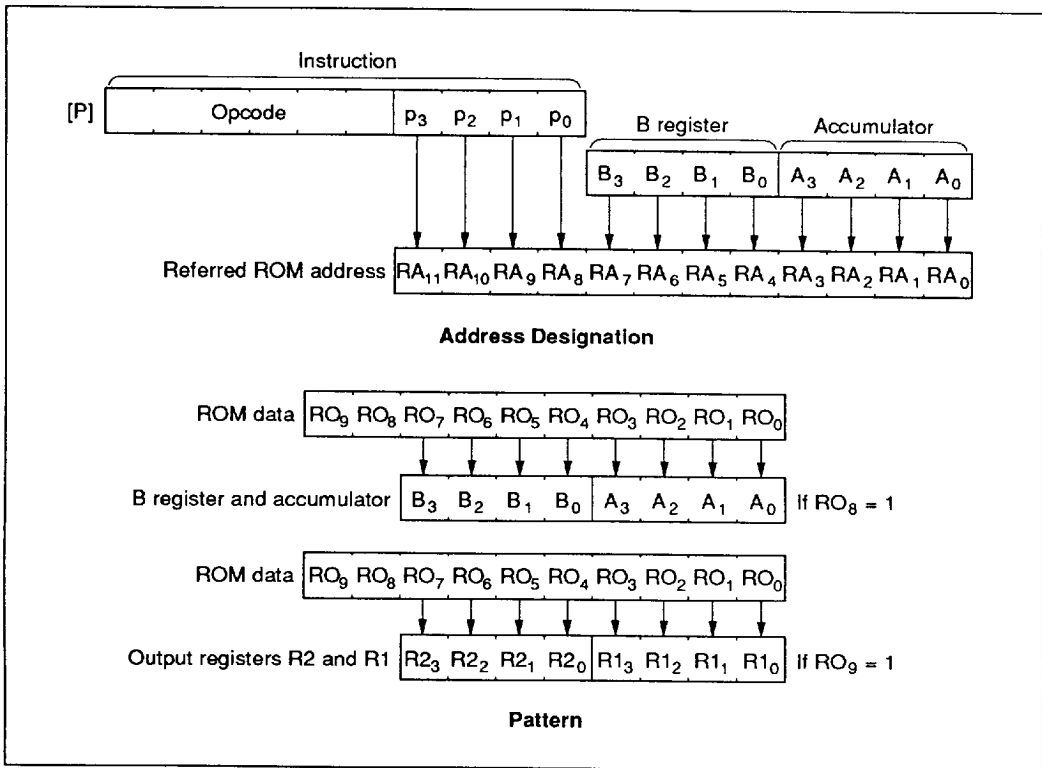 Instruction
[P] Opcode p3 p2 p1 p0
B register Accumulator
B3 B2 B1 B0 A3 A2 A1 A0
Referred ROM address RA11 RA10 RA9 RA8 RA7 RA6 RA5 RA4 RA3 RA2 RA1 RA0
Address Designation
ROM data RO9 RO8 RO7 RO6 RO5 RO4 RO3 RO2 RO1 RO0
B register and accumulator B3 B2 B1 B0 A3 A2 A1 A0 If RO8 = 1
ROM data RO9 RO8 RO7 RO6 RO5 RO4 RO3 RO2 RO1 RO0
Output registers R2 and R1 R23 R22 R21 R20 R13 R12 R11 R10 If RO9 = 1
Pattern